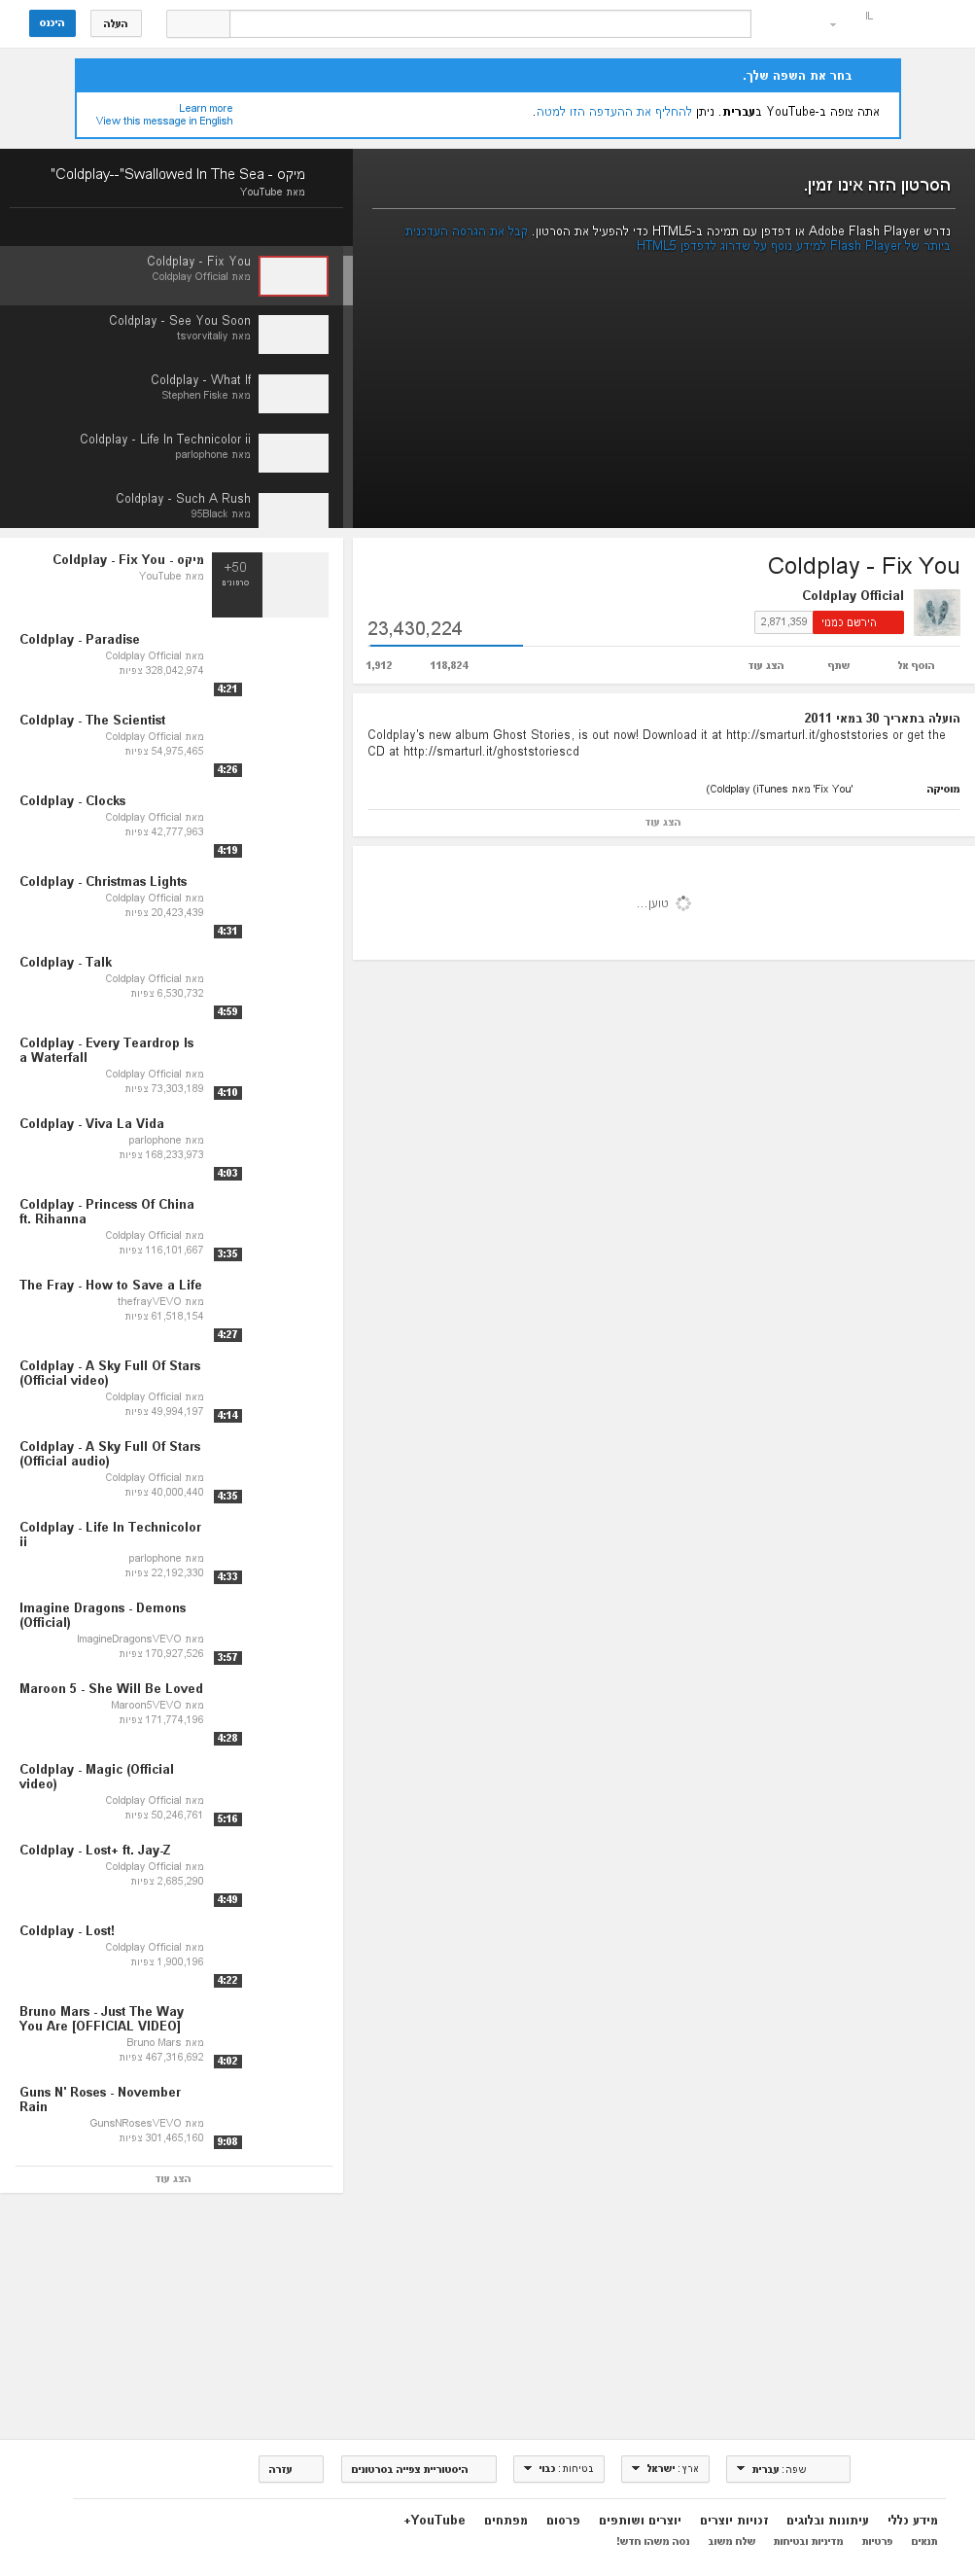 IL
העלה
היכנס
בחר את השפה שלך.
אתה צופה ב-YouTube בעברית. ניתן להחליף את ההעדפה הזו למטה.
Learn more
View this message in English
הסרטון הזה אינו זמין.
נדרש Adobe Flash Player או דפדפן עם תמיכה ב-HTML5 כדי להפעיל את הסרטון. קבל את הגרסה העדכנית
ביותר של Flash Player למידע נוסף על שדרוג לדפדפן HTML5
מיקס - Coldplay--"Swallowed In The Sea"
מאת YouTube
Coldplay - Fix You
מאת Coldplay Official
Coldplay - See You Soon
מאת tsvorvitaliy
Coldplay - What If
מאת Stephen Fiske
Coldplay - Life In Technicolor ii
מאת parlophone
Coldplay - Such A Rush
מאת 95Black
Coldplay - Fix You
Coldplay Official
הירשם כמנוי 2,871,359
23,430,224
הוסף אל
שתף
הצג עוד
118,824
1,912
הועלה בתאריך 30 במאי 2011
Coldplay's new album Ghost Stories, is out now! Download it at http://smarturl.it/ghoststories or get the
CD at http://smarturl.it/ghoststoriescd
מוסיקה
'Fix You' מאת Coldplay (iTunes)
הצג עוד
טוען...
+50
סרטונים
מיקס - Coldplay - Fix You
מאת YouTube
Coldplay - Paradise
מאת Coldplay Official
328,042,974 צפיות
4:21
Coldplay - The Scientist
מאת Coldplay Official
54,975,465 צפיות
4:26
Coldplay - Clocks
מאת Coldplay Official
42,777,963 צפיות
4:19
Coldplay - Christmas Lights
מאת Coldplay Official
20,423,439 צפיות
4:31
Coldplay - Talk
מאת Coldplay Official
6,530,732 צפיות
4:59
Coldplay - Every Teardrop Is
a Waterfall
מאת Coldplay Official
73,303,189 צפיות
4:10
Coldplay - Viva La Vida
מאת parlophone
168,233,973 צפיות
4:03
Coldplay - Princess Of China
ft. Rihanna
מאת Coldplay Official
116,101,667 צפיות
3:35
The Fray - How to Save a Life
מאת thefrayVEVO
61,518,154 צפיות
4:27
Coldplay - A Sky Full Of Stars
(Official video)
מאת Coldplay Official
49,994,197 צפיות
4:14
Coldplay - A Sky Full Of Stars
(Official audio)
מאת Coldplay Official
40,000,440 צפיות
4:35
Coldplay - Life In Technicolor
ii
מאת parlophone
22,192,330 צפיות
4:33
Imagine Dragons - Demons
(Official)
מאת ImagineDragonsVEVO
170,927,526 צפיות
3:57
Maroon 5 - She Will Be Loved
מאת Maroon5VEVO
171,774,196 צפיות
4:28
Coldplay - Magic (Official
video)
מאת Coldplay Official
50,246,761 צפיות
5:16
Coldplay - Lost+ ft. Jay-Z
מאת Coldplay Official
2,685,290 צפיות
4:49
Coldplay - Lost!
מאת Coldplay Official
1,900,196 צפיות
4:22
Bruno Mars - Just The Way
You Are [OFFICIAL VIDEO]
מאת Bruno Mars
467,316,692 צפיות
4:02
Guns N' Roses - November
Rain
מאת GunsNRosesVEVO
301,465,160 צפיות
9:08
הצג עוד
שפה: עברית
ארץ: ישראל
בטיחות: כבוי
היסטוריית צפייה בסרטונים
עזרה
מידע כללי עיתונות ובלוגים זכויות יוצרים יוצרים ושותפים פרסום מפתחים YouTube+
תנאים פרטיות מדיניות ובטיחות שלח משוב נסה משהו חדש!